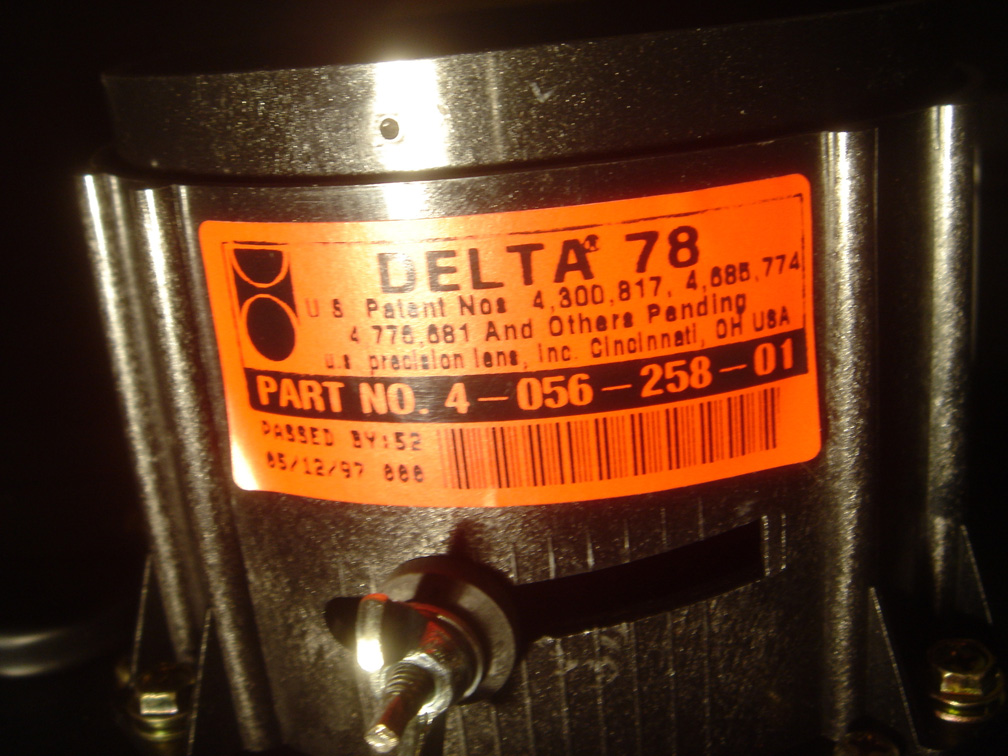 DELTA® 78
U.S. Patent Nos 4,300,817, 4,685,774
4,776,681 And Others Pending
u.s. precision lens, inc. Cincinnati, OH USA
PART NO. 4-056-258-01
PASSED BY:52
05/12/97 000